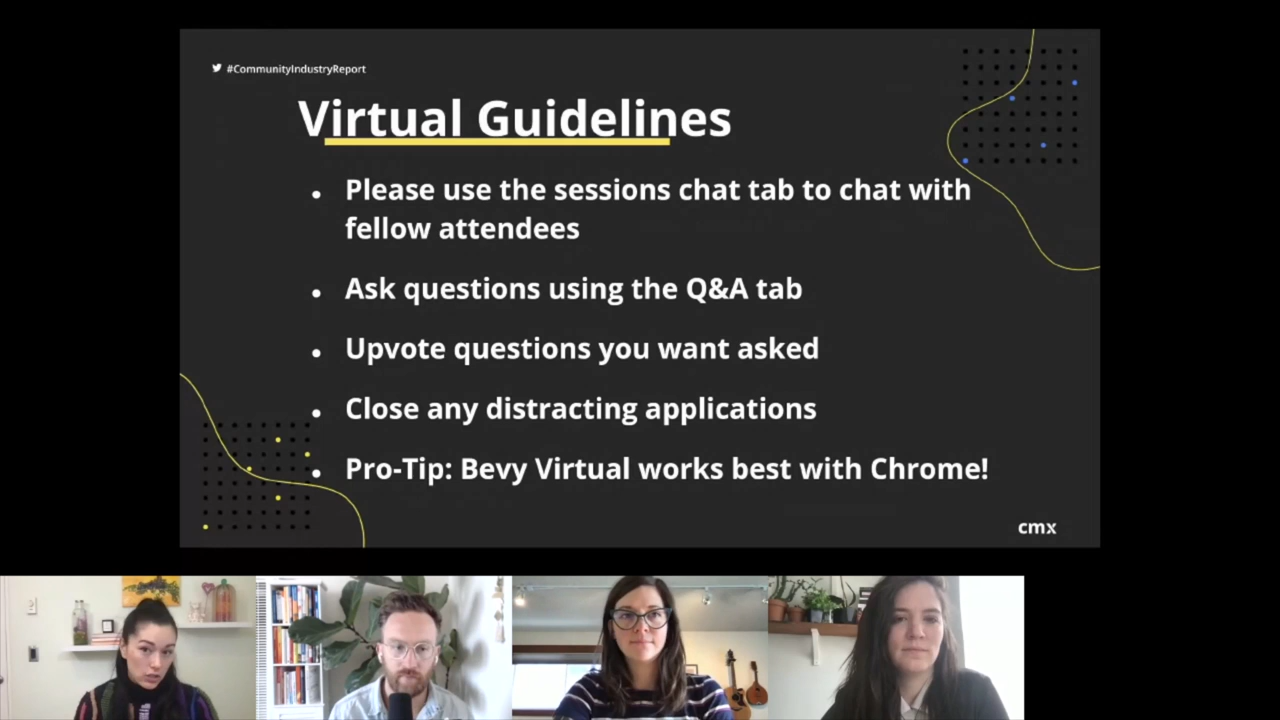 #CommunityIndustryReport
Virtual Guidelines
Please use the sessions chat tab to chat with
fellow attendees
Ask questions using the Q&A tab
Upvote questions you want asked
Close any distracting applications
Pro-Tip: Bevy Virtual works best with Chrome!
cmx